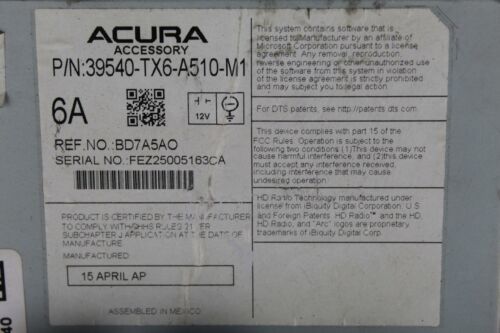 ACURA
ACCESSORY
P/N:39540-TX6-A510-M1
6A
12V
REF.NO.:BD7A5AO
SERIAL NO.:FEZ25005163CA
PRODUCT IS CERTIFIED BY THE MANUFACTURER
TO COMPLY WITH DHHS RULES 21 CFR
SUBCHAPTER J APPLICATION AT THE DATE OF
MANUFACTURE.
MANUFACTURED
15 APRIL AP
ASSEMBLED IN MEXICO
This system contains software that is
licensed to Manufacturer by an affiliate of
Microsoft Corporation pursuant to a license
agreement. Any removal, reproduction,
reverse engineering or other unauthorized use
of the software from this system in violation
of the license agreement is strictly prohibited
and may subject you to legal action.
For DTS patents, see http://patents.dts.com.
This device complies with part 15 of the
FCC Rules. Operation is subject to the
following two conditions :(1)This device may not
cause harmful interference, and (2)this device
must accept any interference received,
including interference that may cause
undesired operation.
HD Radio Technology manufactured under
license from iBiquity Digital Corporation. U.S.
and Foreign Patents. HD Radio™ and the HD,
HD Radio, and "Arc" logos are proprietary
trademarks of iBiquity Digital Corp.
40